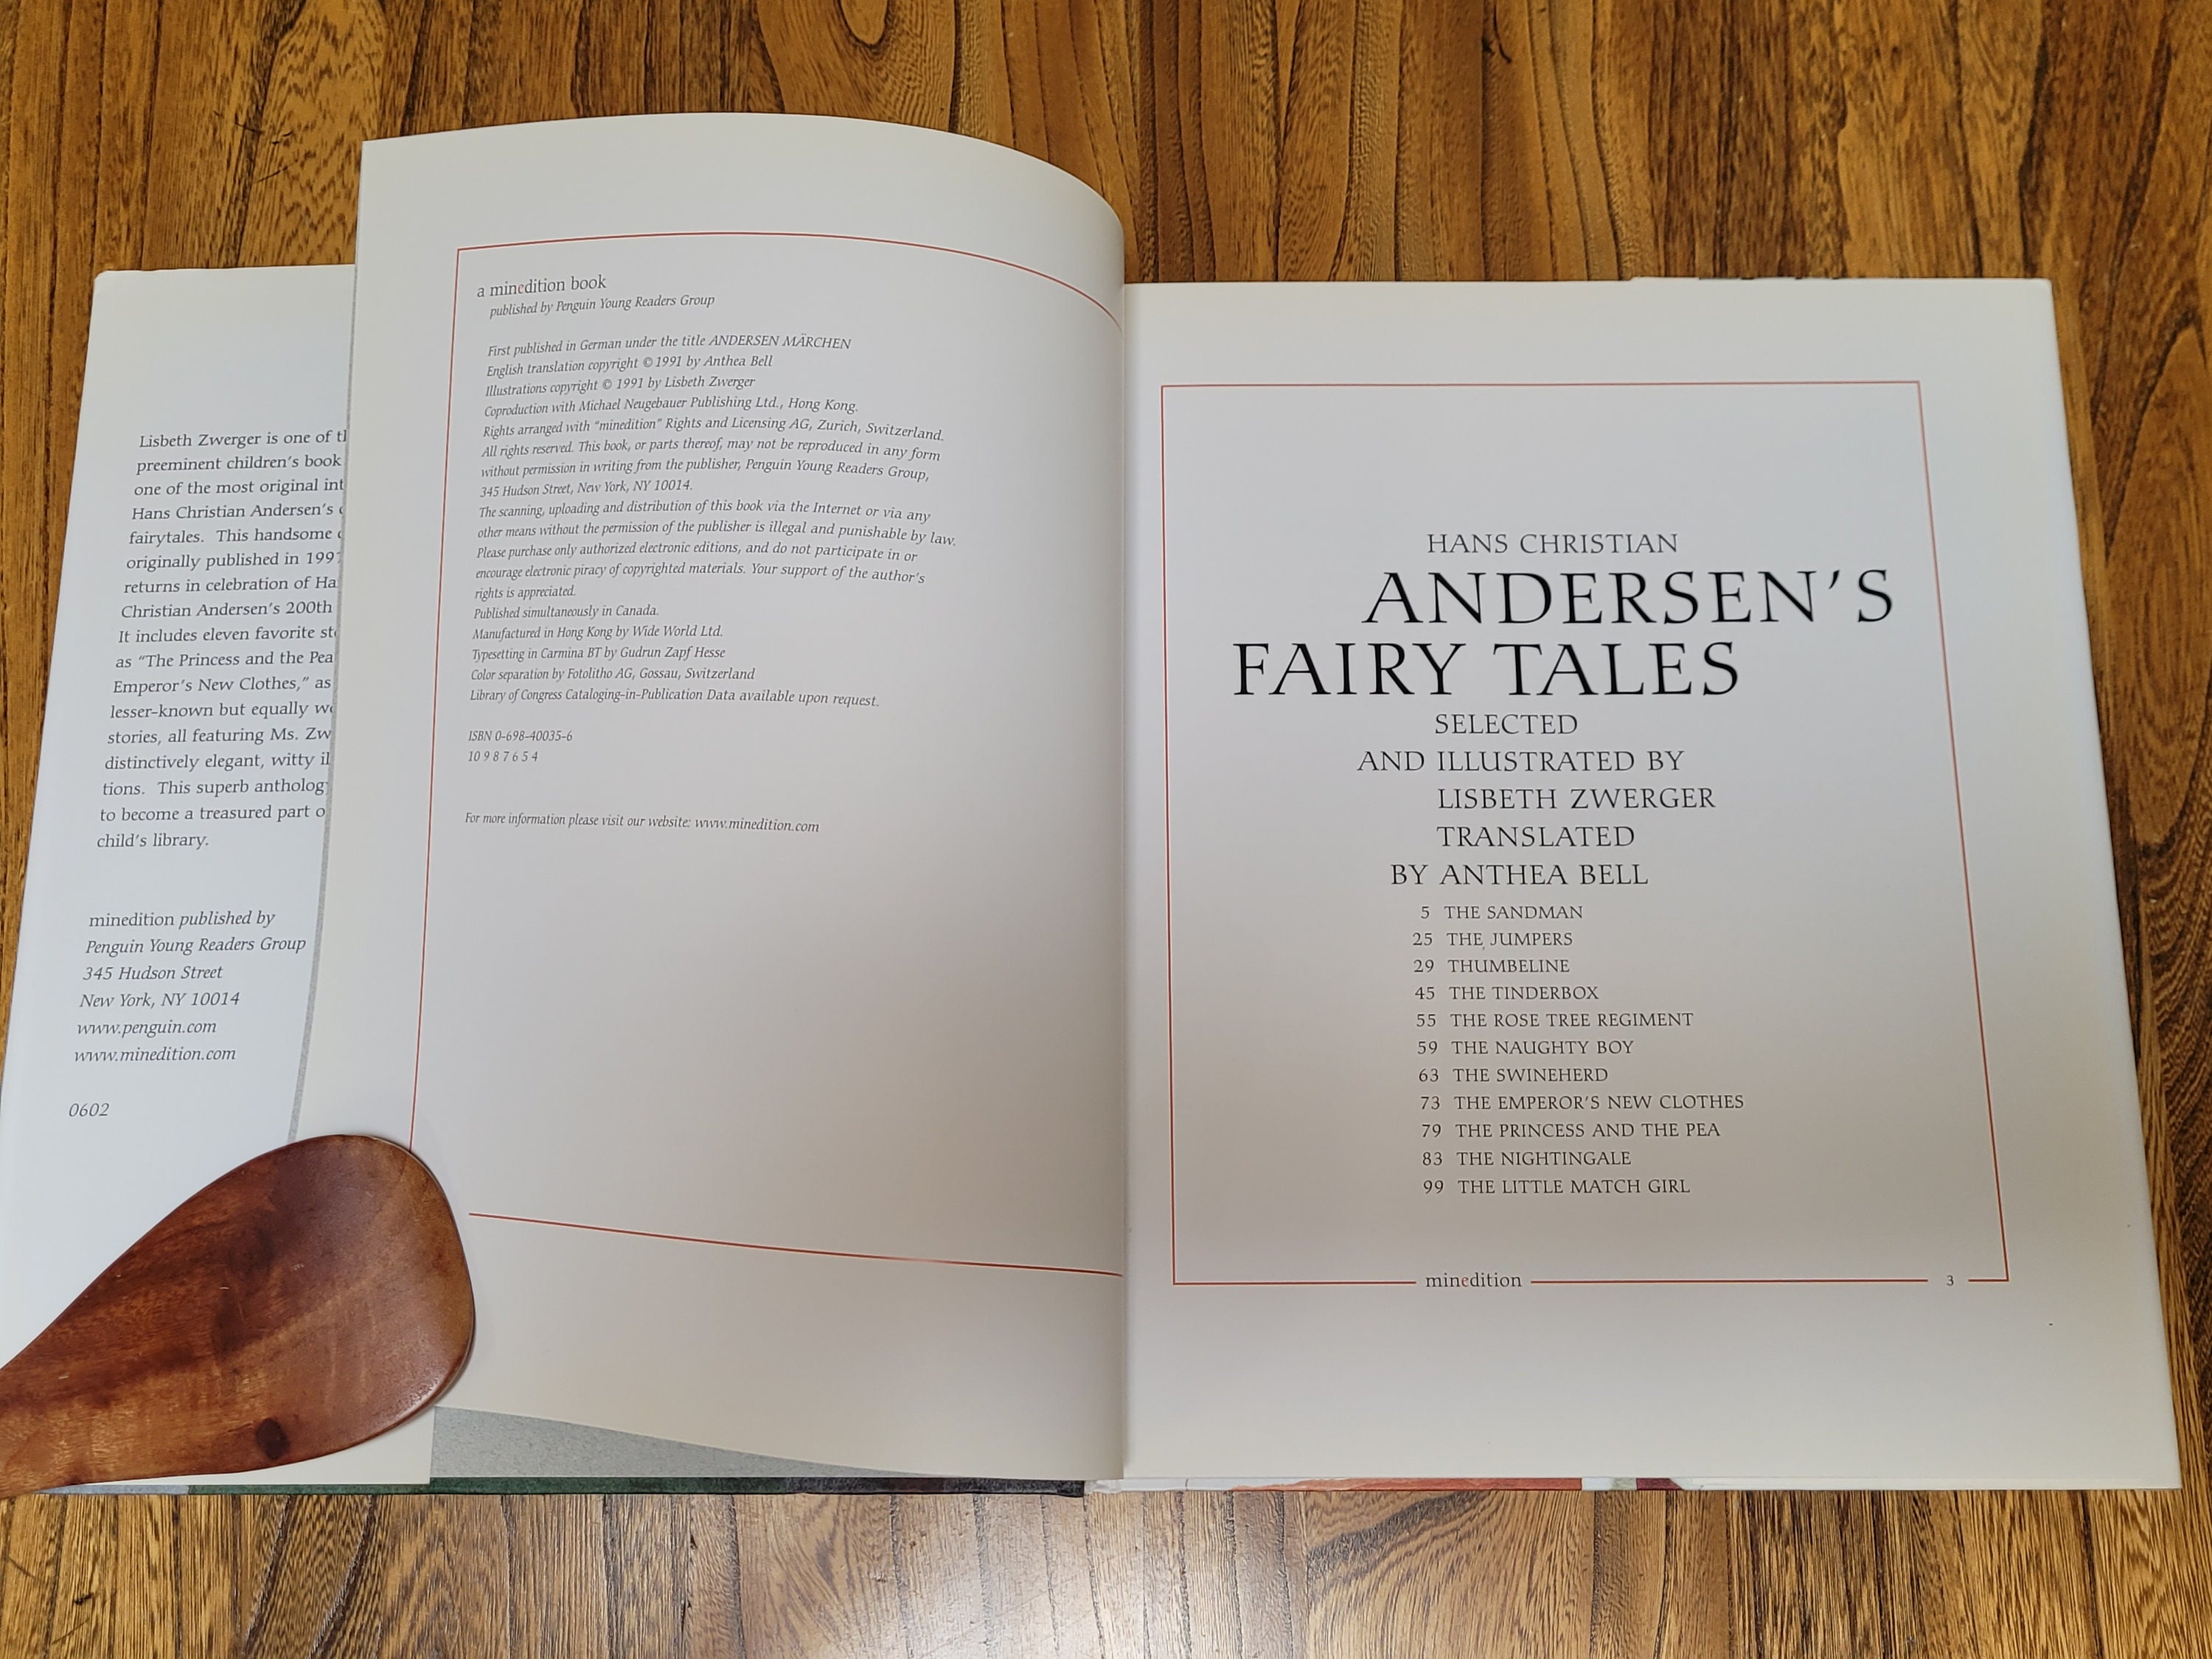 Lisbeth Zwerger is one of
preeminent children's book
one of the most original
Hans Christian Andersen's
fairytales. This handsome
originally published in
returns in celebration of
Christian Andersen's 200th
It includes eleven favorite
as "The Princess and the Pea
Emperor's New Clothes," as
lesser-known but equally
stories, all featuring Ms.
distinctively elegant, witty
tions. This superb
to become a treasured part
child's library.
minedition published by
Penguin Young Readers Group
345 Hudson Street
New York, NY 10014
www.penguin.com
www.minedition.com
0602
a minedition book
published by Penguin Young Readers Group
First published in German under the title ANDERSEN MÄRCHEN
English translation copyright © 1991 by Anthea Bell
Illustrations copyright © 1991 by Lisbeth Zwerger
Coproduction with Michael Neugebauer Publishing Ltd., Hong Kong.
Rights arranged with "minedition" Rights and Licensing AG, Zurich, Switzerland.
All rights reserved. This book, or parts thereof, may not be reproduced in any form
without permission in writing from the publisher, Penguin Young Readers Group,
345 Hudson Street, New York, NY 10014.
The scanning, uploading and distribution of this book via the Internet or via any
other means without the permission of the publisher is illegal and punishable by law.
Please purchase only authorized electronic editions, and do not participate in or
encourage electronic piracy of copyrighted materials. Your support of the author's
rights is appreciated.
Published simultaneously in Canada.
Manufactured in Hong Kong by Wide World Ltd.
Typesetting in Carmina BT by Gudrun Zapf Hesse
Color separation by Fotolitho AG, Gossau, Switzerland
Library of Congress Cataloging-in-Publication Data available upon request.
ISBN 0-698-40035-6
10 9 8 7 6 5 4
For more information please visit our website: www.minedition.com
HANS CHRISTIAN
ANDERSEN'S
FAIRY TALES
SELECTED
AND ILLUSTRATED BY
LISBETH ZWERGER
TRANSLATED
BY ANTHEA BELL
5 THE SANDMAN
25 THE JUMPERS
29 THUMBELINE
45 THE TINDERBOX
55 THE ROSE TREE REGIMENT
59 THE NAUGHTY BOY
63 THE SWINEHERD
73 THE EMPEROR'S NEW CLOTHES
79 THE PRINCESS AND THE PEA
83 THE NIGHTINGALE
99 THE LITTLE MATCH GIRL
minedition 3